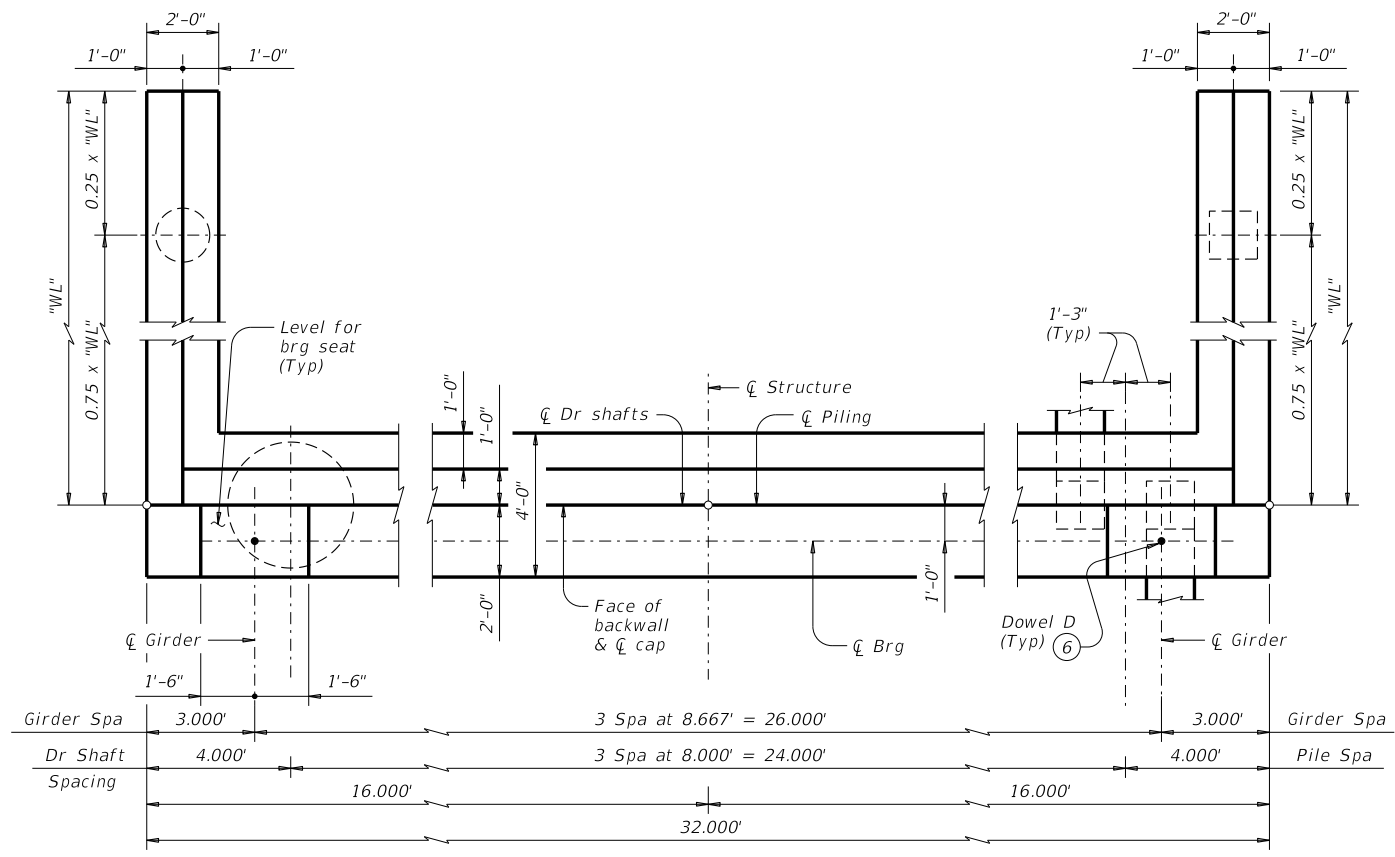 2'-0"
2'-0"
1'-0"
1'-0"
1'-0"
1'-0"
0.25 x "WL"
0.25 x "WL"
"WL"
"WL"
0.75 x "WL"
0.75 x "WL"
Level for
brg seat
(Typ)
1'-3"
(Typ)
℄ Structure
1'-0"
1'-0"
℄ Dr shafts
℄ Piling
4'-0"
2'-0"
1'-0"
Face of
backwall
& ℄ cap
℄ Brg
Dowel D
(Typ) 6
℄ Girder
℄ Girder
1'-6"
1'-6"
Girder Spa
3.000'
3 Spa at 8.667' = 26.000'
3.000'
Girder Spa
Dr Shaft
Spacing
4.000'
3 Spa at 8.000' = 24.000'
4.000'
Pile Spa
16.000'
16.000'
32.000'